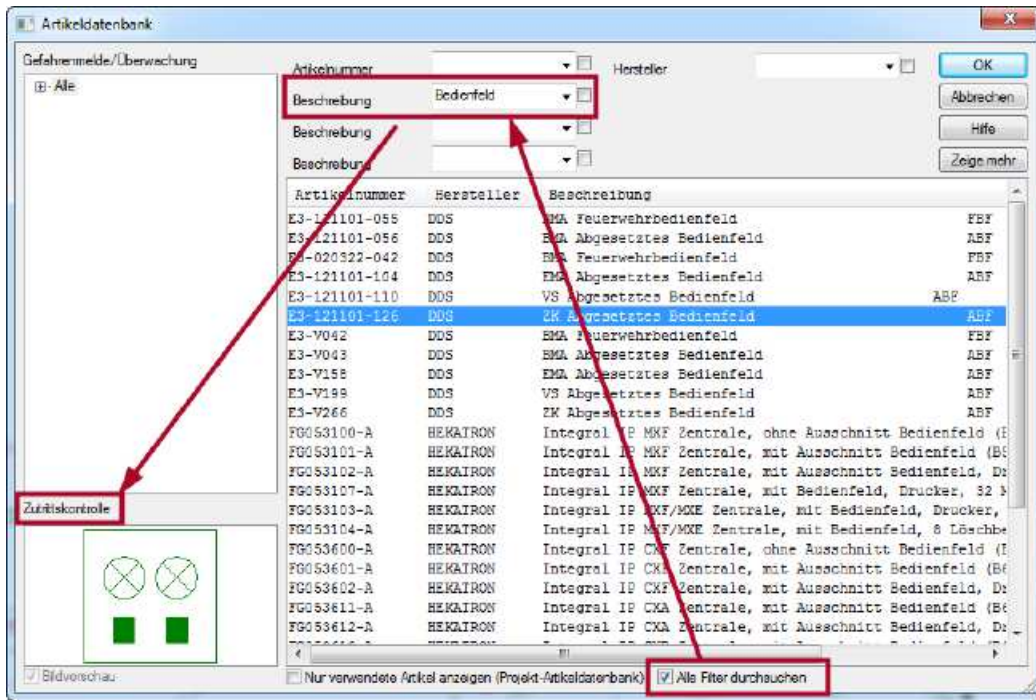 Artikeldatenbank
Gefahrenmelde/Überwachung
Alle
Artikelnummer
Hersteller
OK
Beschreibung Bedienfeld
Abbrechen
Beschreibung
Hilfe
Beschreibung
Zeige mehr
Artikelnummer Hersteller Beschreibung
E3-121101-055 DDS BMA Feuerwehrbedienfeld FBF
E3-121101-056 DDS BMA Abgesetztes Bedienfeld ABF
E3-020322-042 DDS BMA Feuerwehrbedienfeld FBF
E3-121101-104 DDS EMA Abgesetztes Bedienfeld ABF
E3-121101-110 DDS VS Abgesetztes Bedienfeld ABF
E3-121101-126 DDS ZK Abgesetztes Bedienfeld ABF
E3-V042 DDS BMA Feuerwehrbedienfeld FBF
E3-V043 DDS BMA Abgesetztes Bedienfeld ABF
E3-V158 DDS EMA Abgesetztes Bedienfeld ABF
E3-V199 DDS VS Abgesetztes Bedienfeld ABF
E3-V266 DDS ZK Abgesetztes Bedienfeld ABF
FG053100-A HEKATRON Integral IP MXF Zentrale, ohne Ausschnitt Bedienfeld
FG053101-A HEKATRON Integral IP MXF Zentrale, mit Ausschnitt Bedienfeld
FG053102-A HEKATRON Integral IP MXF Zentrale, mit Bedienfeld,
FG053107-A HEKATRON Integral IP MXF Zentrale, mit Bedienfeld, Drucker, 32
FG053103-A HEKATRON Integral IP MXF/MXE Zentrale, mit Bedienfeld, Drucker,
FG053104-A HEKATRON Integral IP MXF/MXE Zentrale, mit Bedienfeld, 8
FG053600-A HEKATRON Integral IP CXF Zentrale, ohne Ausschnitt Bedienfeld
FG053601-A HEKATRON Integral IP CXF Zentrale, mit Ausschnitt Bedienfeld
FG053602-A HEKATRON Integral IP CXF Zentrale, mit Ausschnitt Bedienfeld,
FG053611-A HEKATRON Integral IP CXA Zentrale, mit Ausschnitt Bedienfeld
FG053612-A HEKATRON Integral IP CXA Zentrale, mit Ausschnitt Bedienfeld,
Zutrittskontrolle
Bildvorschau
Nur verwendete Artikel anzeigen (Projekt-Artikeldatenbank)
Alle Filter durchsuchen